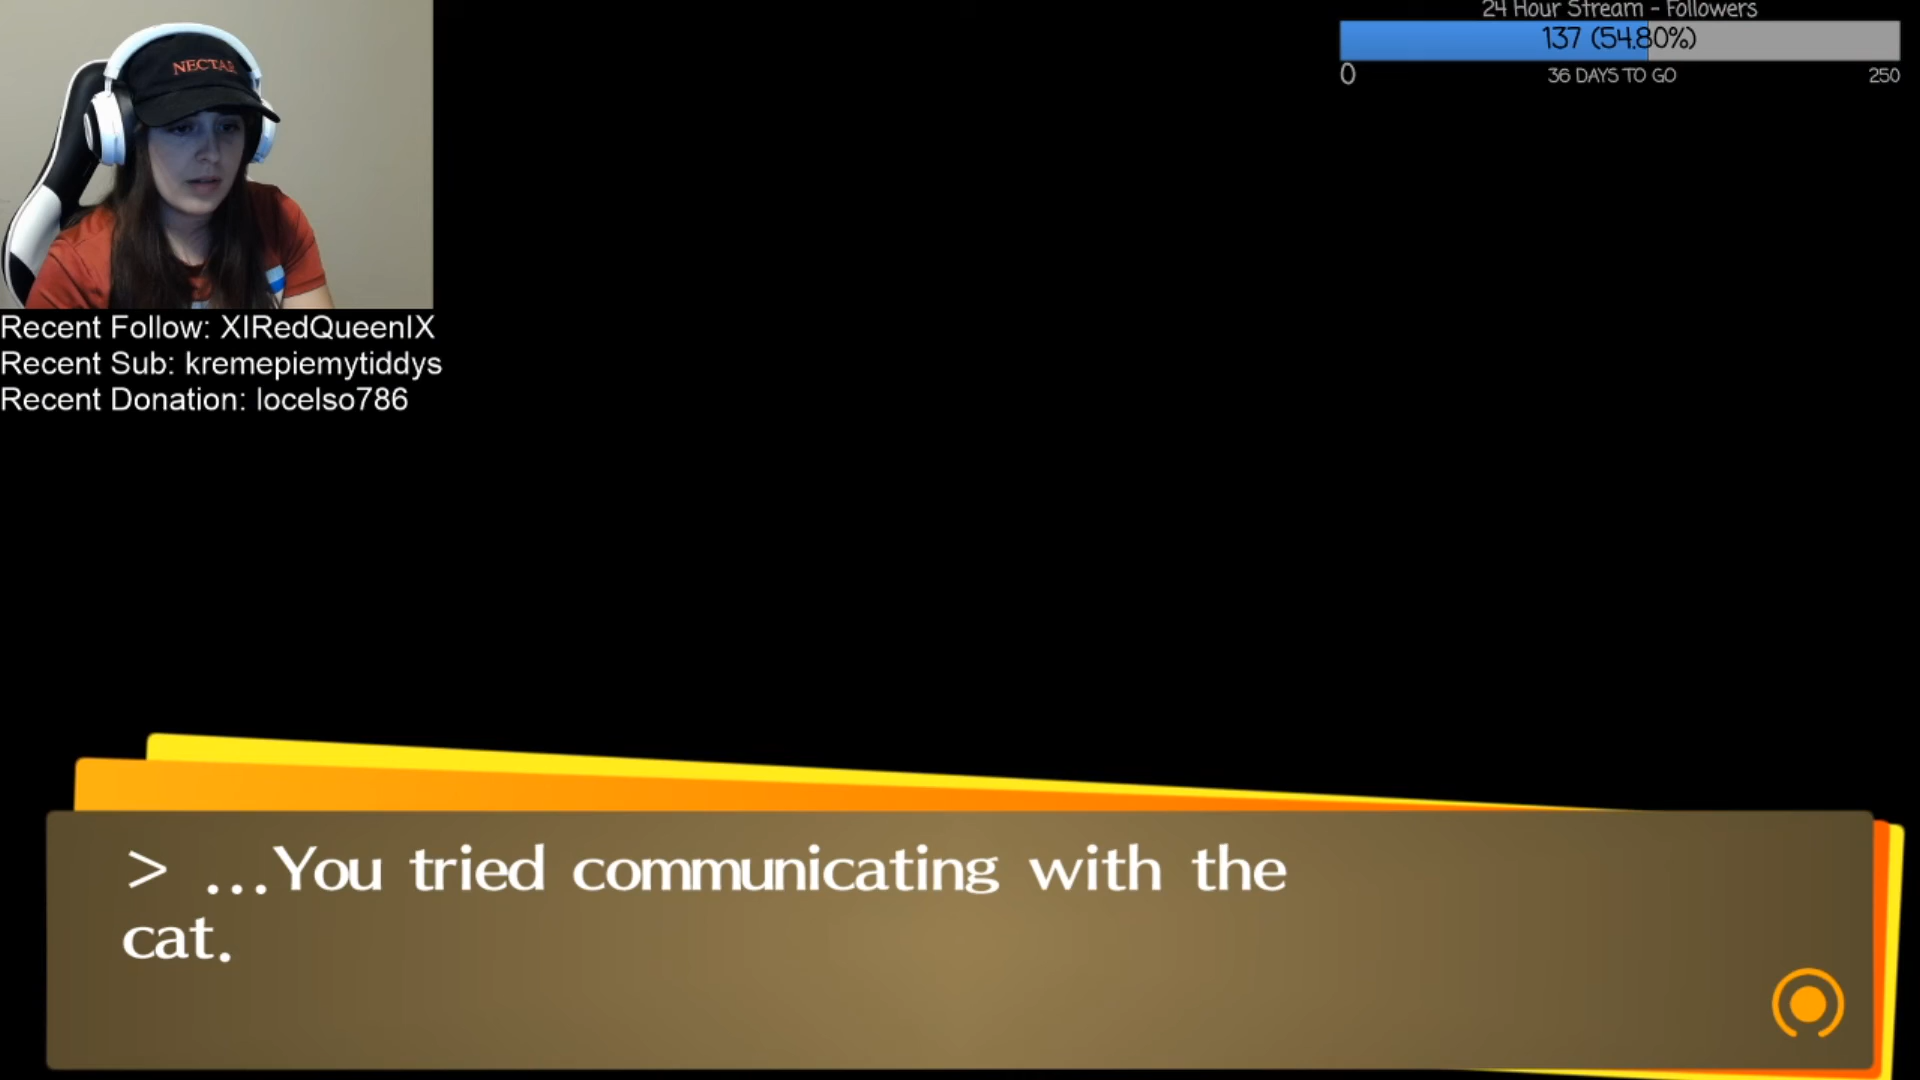 24 Hour Stream - Followers
137 (54.80%)
0
36 DAYS TO GO
250
NECTAR
Recent Follow: XIRedQueenIX
Recent Sub: kremepiemytiddys
Recent Donation: locelso786
> ...You tried communicating with the
cat.